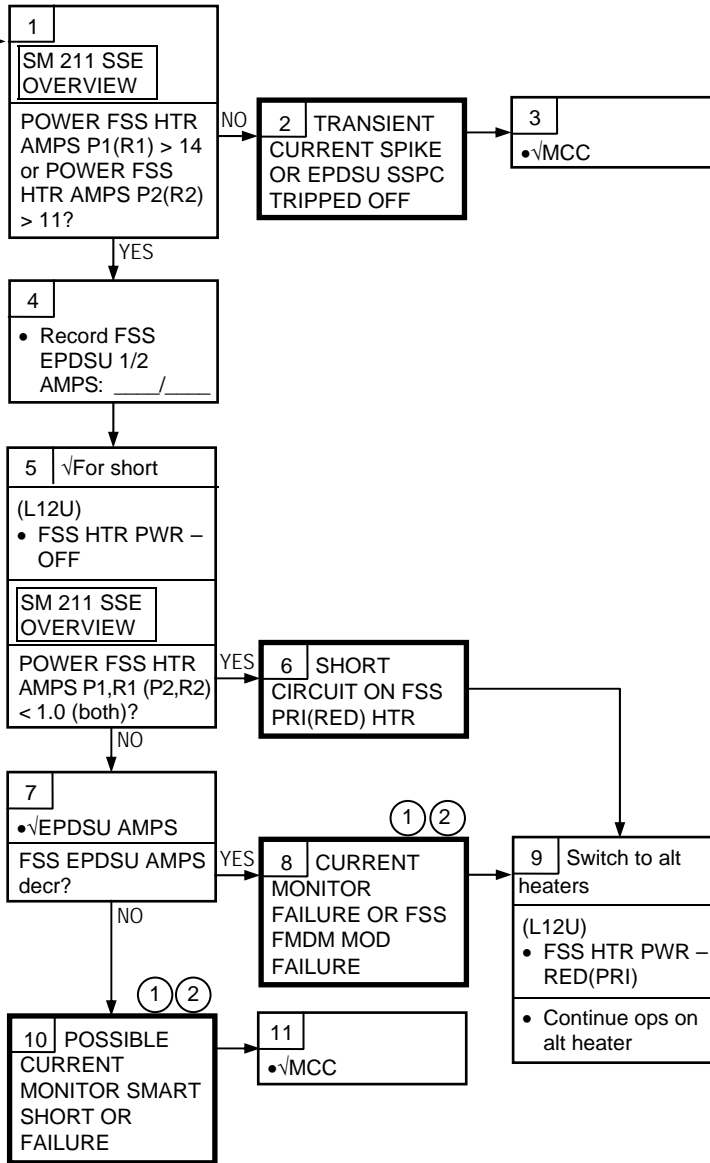 1
SM 211 SSE
OVERVIEW
POWER FSS HTR
AMPS P1(R1) > 14
or POWER FSS
HTR AMPS P2(R2)
> 11?
NO
2 TRANSIENT
CURRENT SPIKE
OR EPDSU SSPC
TRIPPED OFF
3
•√MCC
YES
4
• Record FSS
EPDSU 1/2
AMPS: ____/____
5 √For short
(L12U)
• FSS HTR PWR –
OFF
SM 211 SSE
OVERVIEW
POWER FSS HTR
AMPS P1,R1 (P2,R2)
< 1.0 (both)?
YES
6 SHORT
CIRCUIT ON FSS
PRI(RED) HTR
NO
7
•√EPDSU AMPS
FSS EPDSU AMPS
decr?
YES
1 2
8 CURRENT
MONITOR
FAILURE OR FSS
FMDM MOD
FAILURE
9 Switch to alt
heaters
(L12U)
• FSS HTR PWR –
RED(PRI)
• Continue ops on
alt heater
NO
1 2
10 POSSIBLE
CURRENT
MONITOR SMART
SHORT OR
FAILURE
11
•√MCC